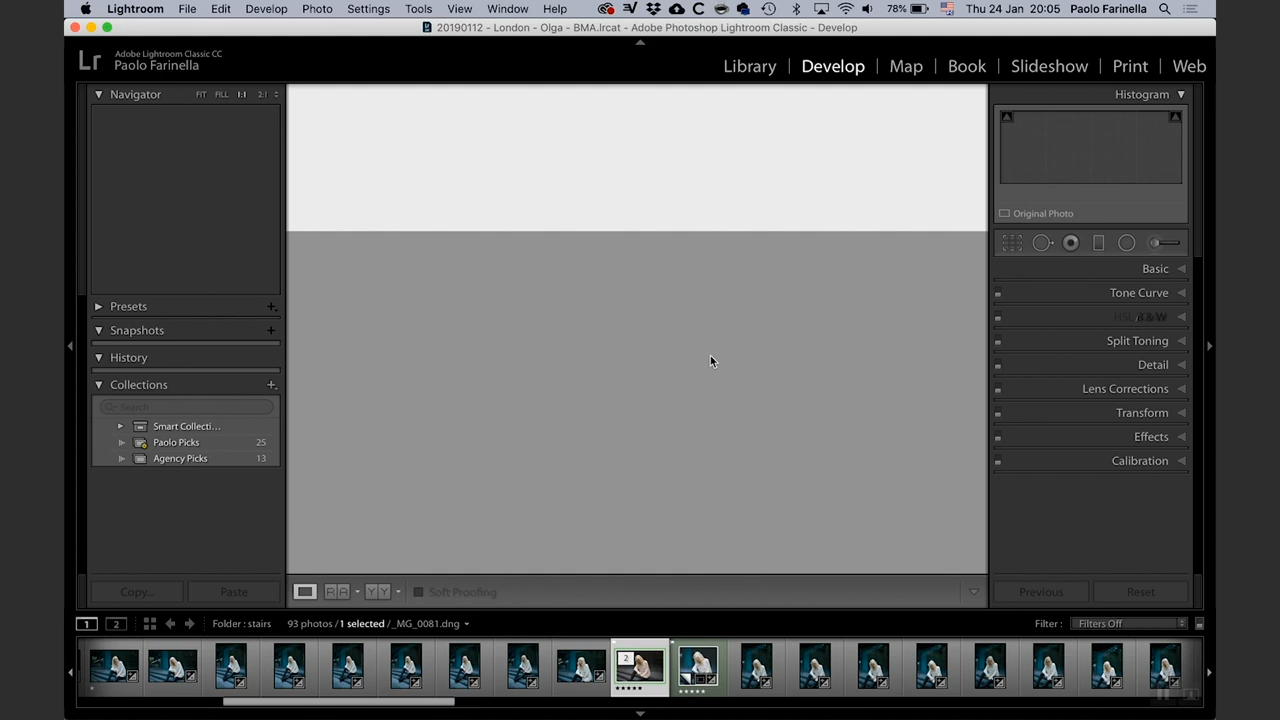 Lightroom File Edit Develop Photo Settings Tools View Window Help 78% Thu 24 Jan 20:05 Paolo Farinella
20190112 - London - Olga - BMA.lrcat - Adobe Photoshop Lightroom Classic - Develop
Lr
Adobe Lightroom Classic CC
Paolo Farinella
Library | Develop | Map | Book | Slideshow | Print | Web
Navigator FIT FILL 1:1 2:1
Histogram
Original Photo
Basic
Tone Curve
HSL / B & W
Split Toning
Detail
Lens Corrections
Transform
Effects
Calibration
Presets +
Snapshots +
History
Collections +
Search
Smart Collecti...
Paolo Picks 25
Agency Picks 13
Copy... Paste
R A Y Y Soft Proofing
Previous Reset
1 2 Folder : stairs 93 photos / 1 selected / _MG_0081.dng Filter : Filters Off
2